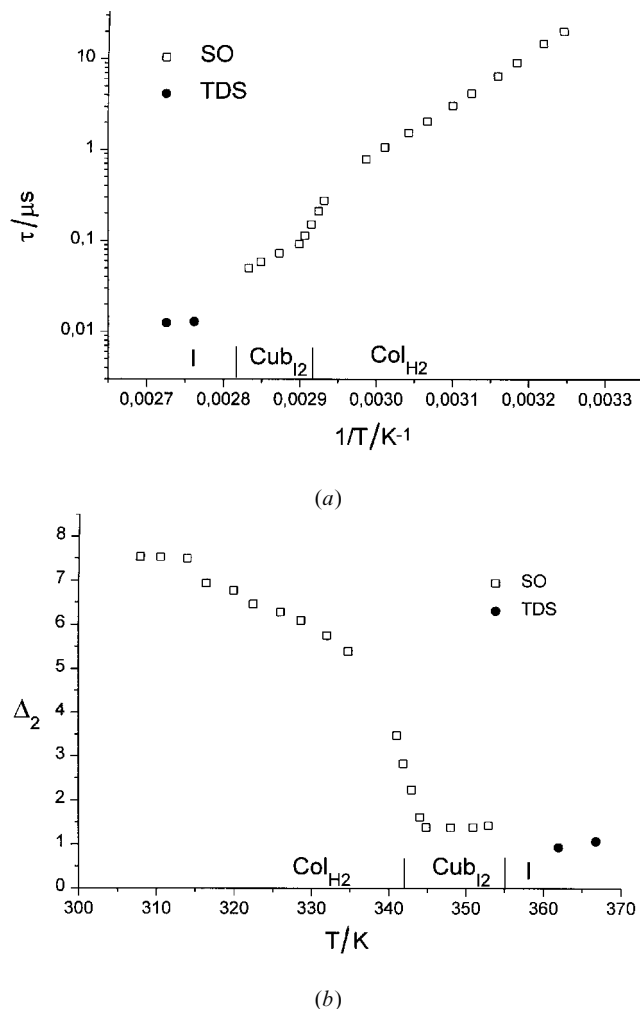 SO
TDS
10
1
0,1
0,01
τ/μs
I Cub_I2 Col_H2
0,0027 0,0028 0,0029 0,0030 0,0031 0,0032 0,0033
1/T/K⁻¹
(a)
8
7
6
5
4
3
2
1
0
Δ₂
SO
TDS
Col_H2 Cub_I2 I
300 310 320 330 340 350 360 370
T/K
(b)